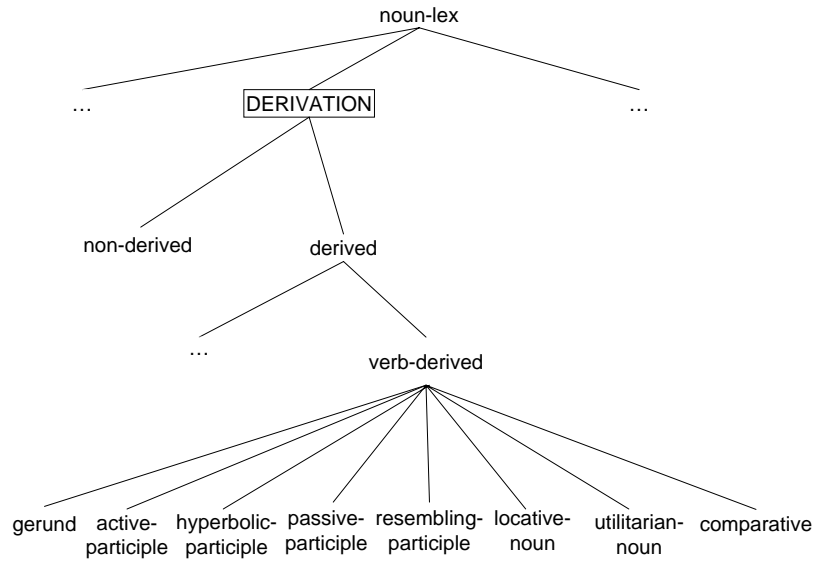 noun-lex
… DERIVATION …
non-derived derived
…
verb-derived
gerund active- hyperbolic- passive- resembling- locative- utilitarian- comparative
participle participle participle participle noun noun